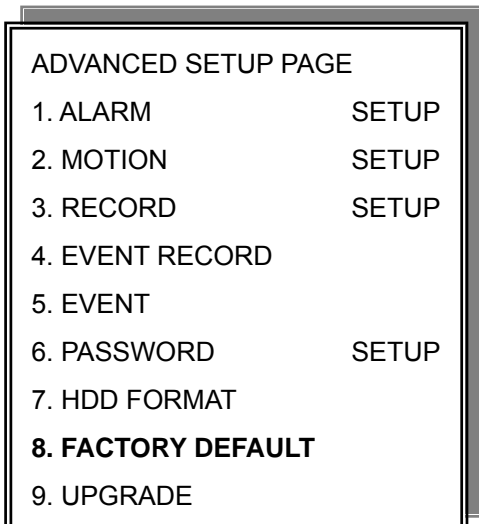 ADVANCED SETUP PAGE
1. ALARM SETUP
2. MOTION SETUP
3. RECORD SETUP
4. EVENT RECORD
5. EVENT
6. PASSWORD SETUP
7. HDD FORMAT
8. FACTORY DEFAULT
9. UPGRADE